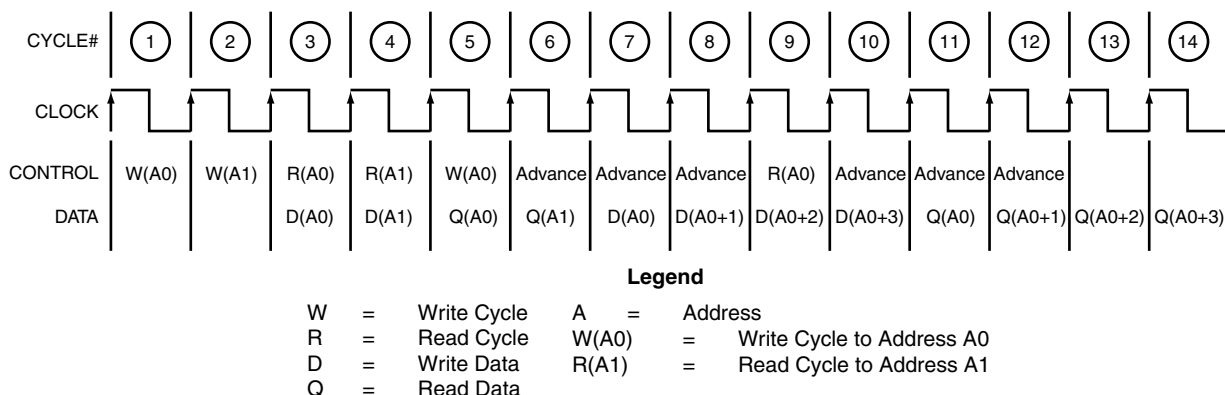 CYCLE# 1 2 3 4 5 6 7 8 9 10 11 12 13 14
CLOCK
CONTROL W(A0) W(A1) R(A0) R(A1) W(A0) Advance Advance Advance R(A0) Advance Advance Advance
DATA D(A0) D(A1) Q(A0) Q(A1) D(A0) D(A0+1) D(A0+2) D(A0+3) Q(A0) Q(A0+1) Q(A0+2) Q(A0+3)
Legend
W = Write Cycle A = Address
R = Read Cycle W(A0) = Write Cycle to Address A0
D = Write Data R(A1) = Read Cycle to Address A1
Q = Read Data